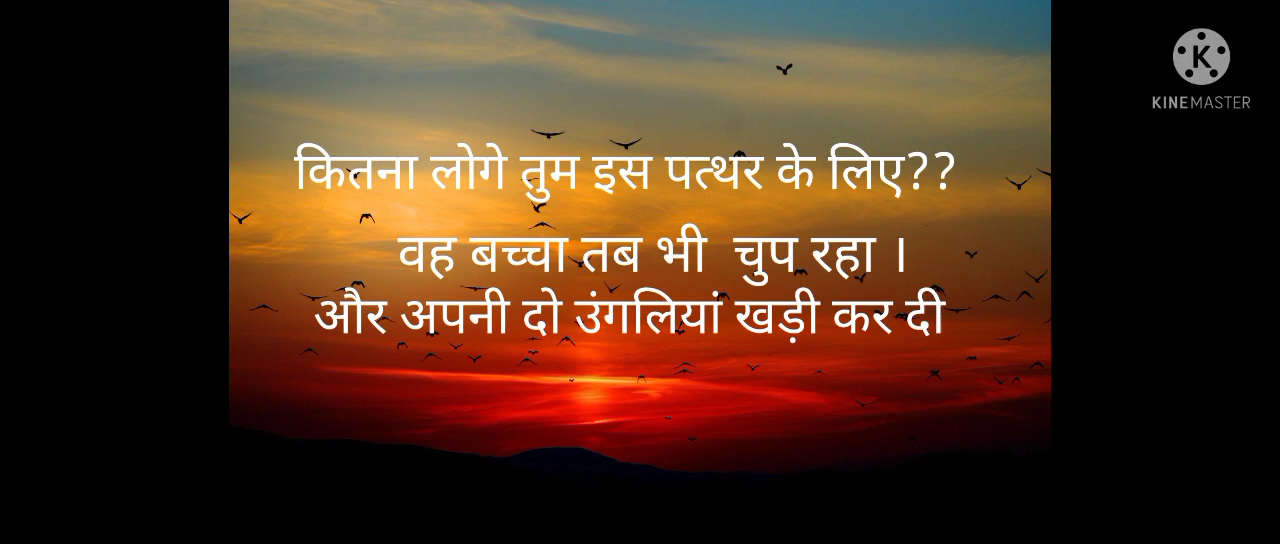 KINEMASTER
कितना लोगे तुम इस पत्थर के लिए??
वह बच्चा तब भी चुप रहा ।
और अपनी दो उंगलियां खड़ी कर दी